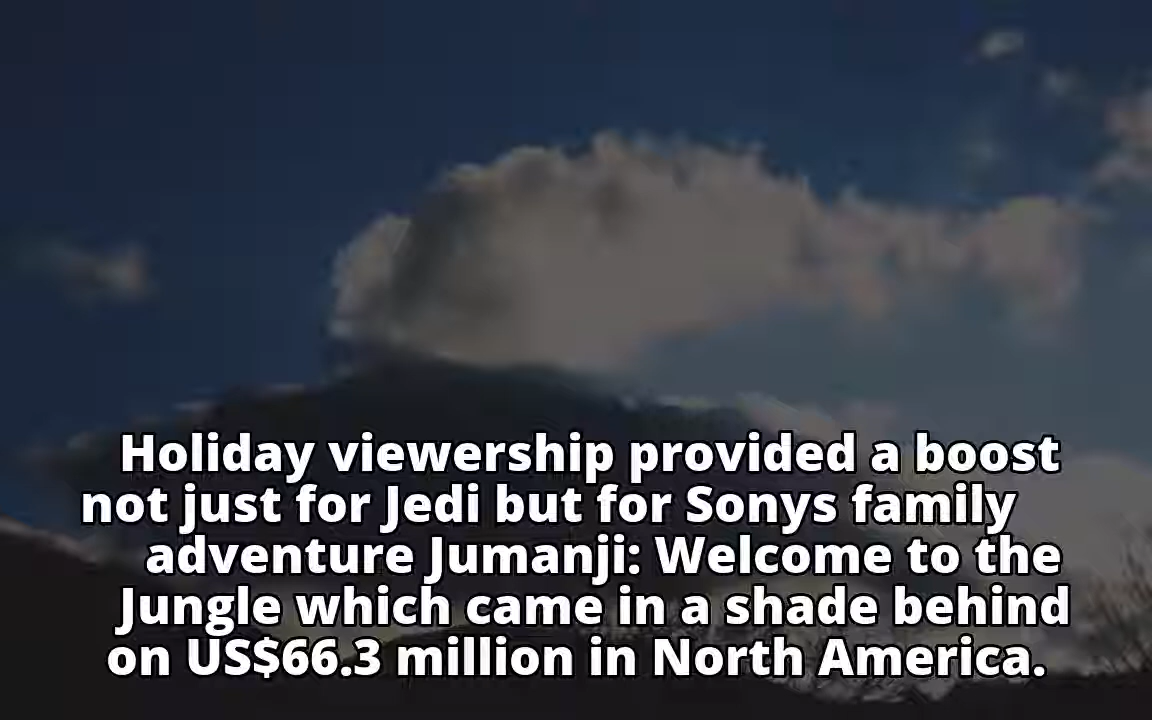 Holiday viewership provided a boost
not just for Jedi but for Sonys family
adventure Jumanji: Welcome to the
Jungle which came in a shade behind
on US$66.3 million in North America.